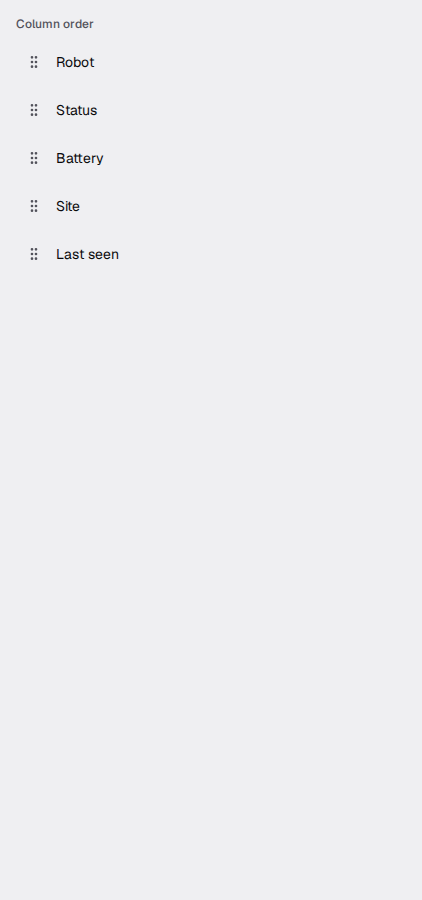 Column order
Robot
Status
Battery
Site
Last seen